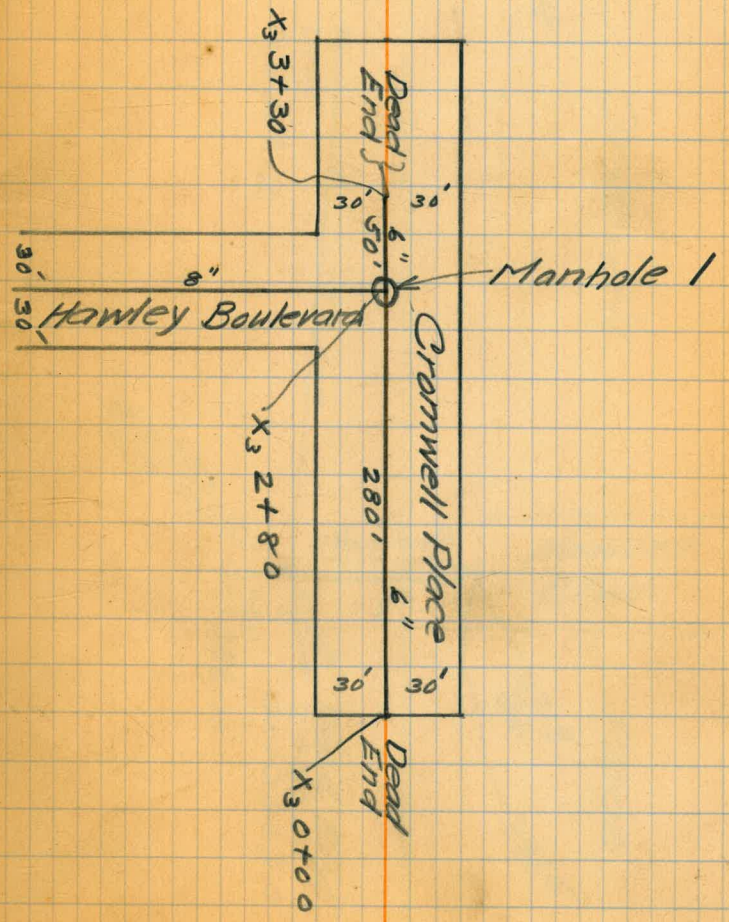 X₃ 3+30
Dead
End
30'
30'
50'
6"
Manhole 1
8"
30'
30'
Hawley Boulevard
Cromwell Place
X₃ 2+80
280'
6"
30'
30'
Dead
End
X₃ 0+00